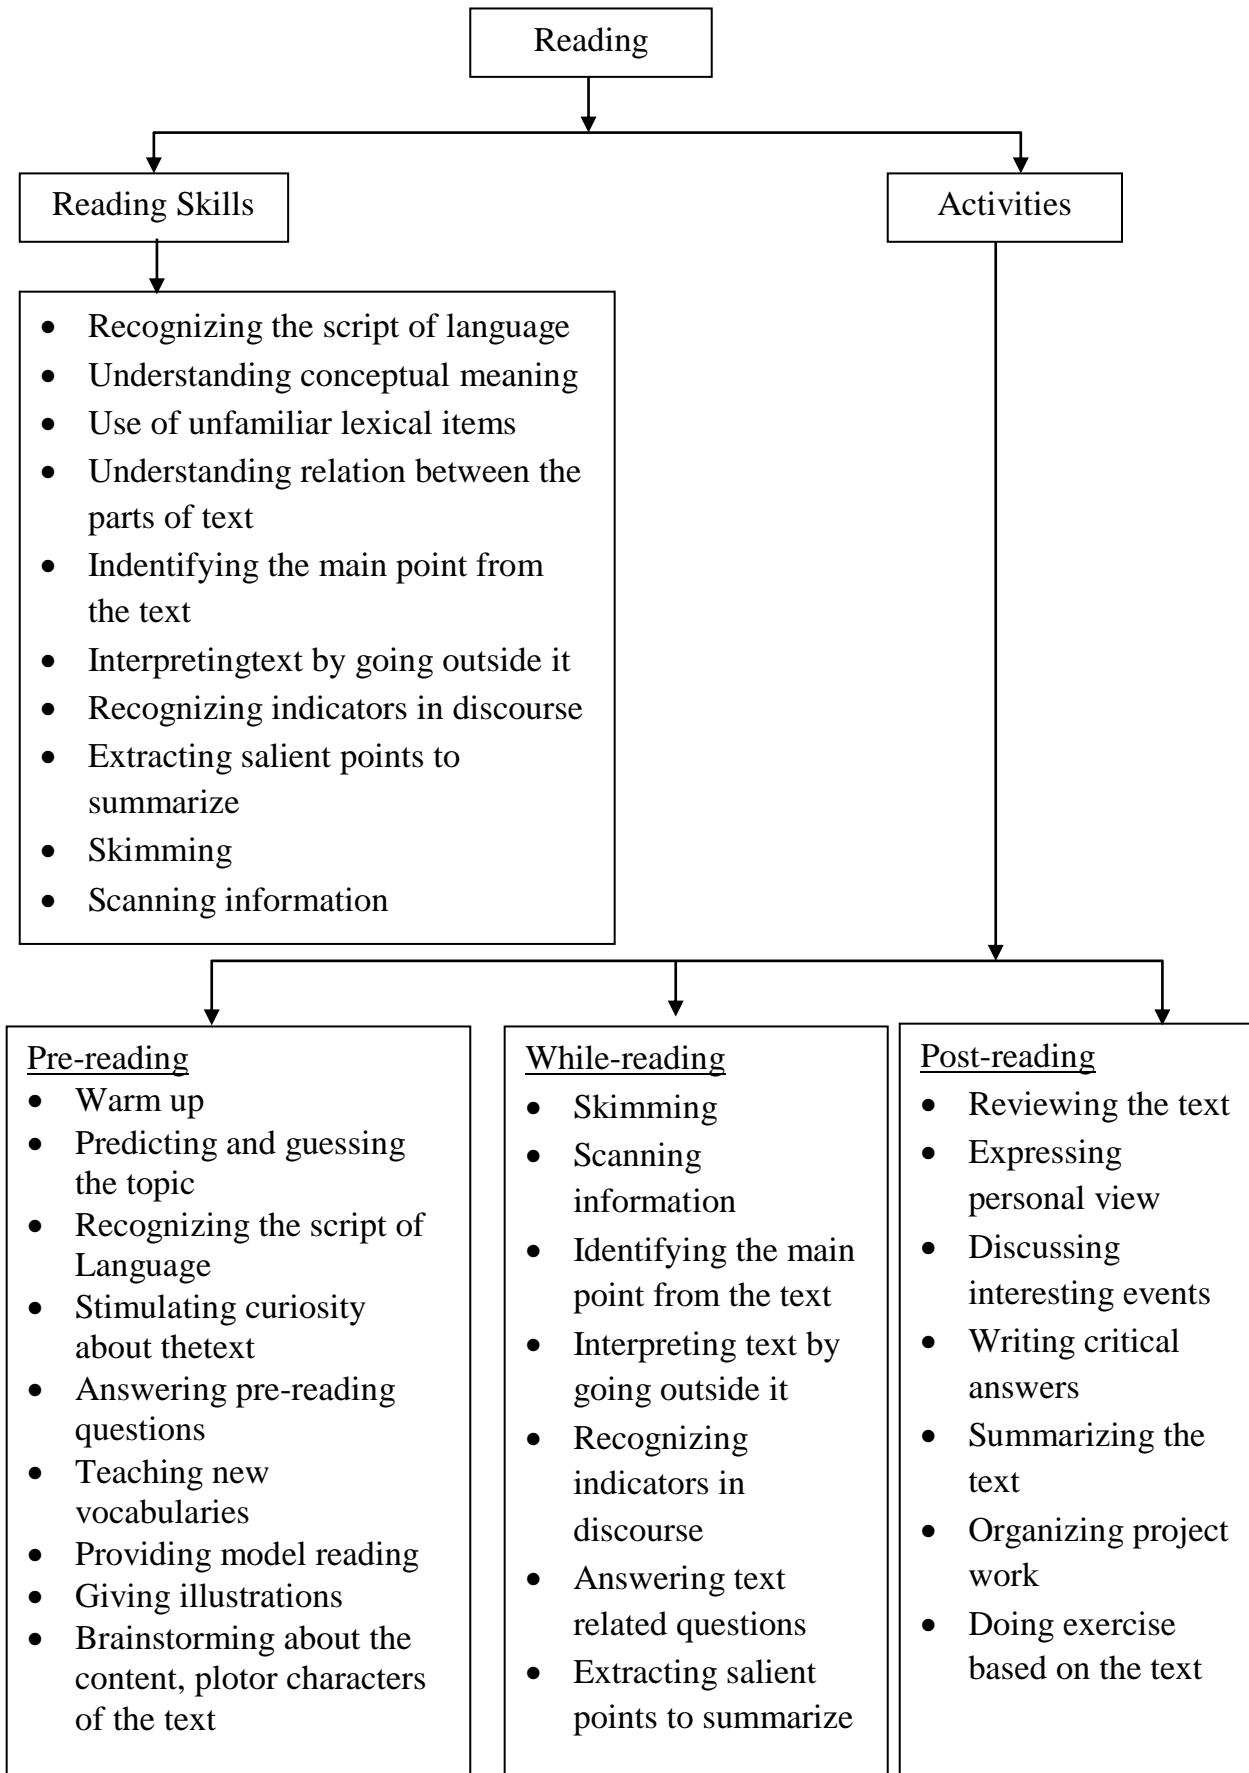 Reading
Reading Skills
Activities
• Recognizing the script of language
• Understanding conceptual meaning
• Use of unfamiliar lexical items
• Understanding relation between the
parts of text
• Indentifying the main point from
the text
• Interpretingtext by going outside it
• Recognizing indicators in discourse
• Extracting salient points to
summarize
• Skimming
• Scanning information
Pre-reading
• Warm up
• Predicting and guessing
the topic
• Recognizing the script of
Language
• Stimulating curiosity
about thetext
• Answering pre-reading
questions
• Teaching new
vocabularies
• Providing model reading
• Giving illustrations
• Brainstorming about the
content, plotor characters
of the text
While-reading
• Skimming
• Scanning
information
• Identifying the main
point from the text
• Interpreting text by
going outside it
• Recognizing
indicators in
discourse
• Answering text
related questions
• Extracting salient
points to summarize
Post-reading
• Reviewing the text
• Expressing
personal view
• Discussing
interesting events
• Writing critical
answers
• Summarizing the
text
• Organizing project
work
• Doing exercise
based on the text